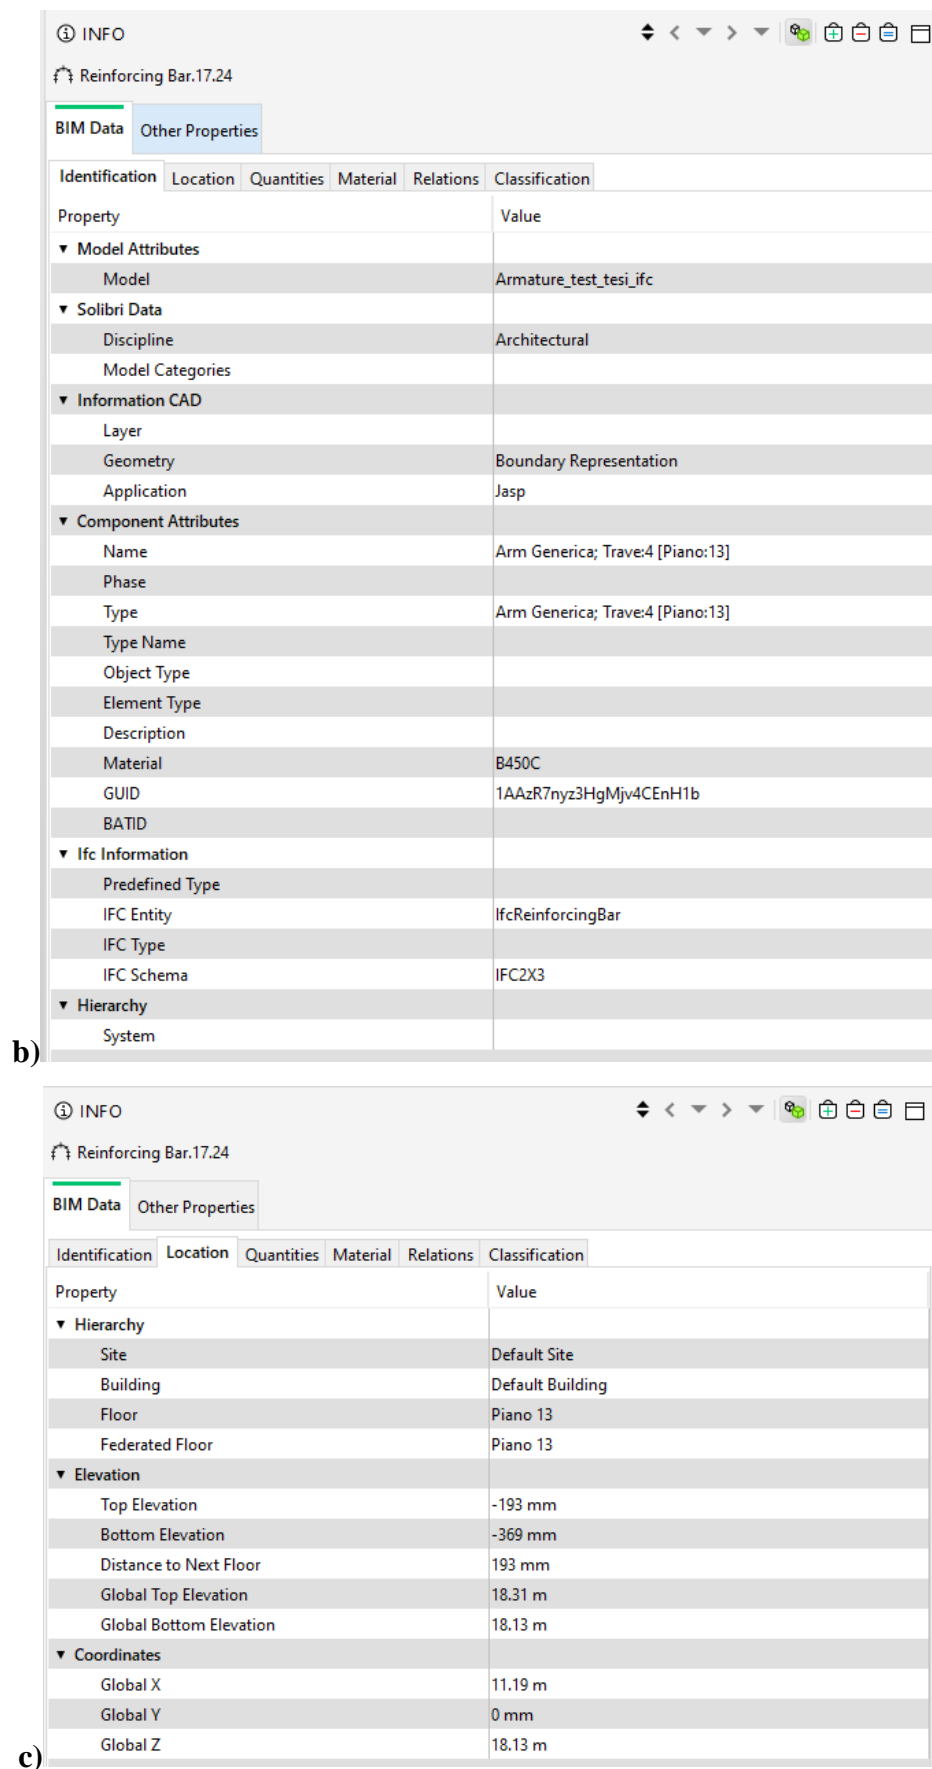 INFO
Reinforcing Bar.17.24
BIM Data Other Properties
Identification Location Quantities Material Relations Classification
Property Value
Model Attributes
Model Armature_test_tesi_ifc
Solibri Data
Discipline Architectural
Model Categories
Information CAD
Layer
Geometry Boundary Representation
Application Jasp
Component Attributes
Name Arm Generica; Trave:4 [Piano:13]
Phase
Type Arm Generica; Trave:4 [Piano:13]
Type Name
Object Type
Element Type
Description
Material B450C
GUID 1AAzR7nyz3HgMjv4CEnH1b
BATID
Ifc Information
Predefined Type
IFC Entity IfcReinforcingBar
IFC Type
IFC Schema IFC2X3
Hierarchy
System
b)
INFO
Reinforcing Bar.17.24
BIM Data Other Properties
Identification Location Quantities Material Relations Classification
Property Value
Hierarchy
Site Default Site
Building Default Building
Floor Piano 13
Federated Floor Piano 13
Elevation
Top Elevation -193 mm
Bottom Elevation -369 mm
Distance to Next Floor 193 mm
Global Top Elevation 18.31 m
Global Bottom Elevation 18.13 m
Coordinates
Global X 11.19 m
Global Y 0 mm
Global Z 18.13 m
c)